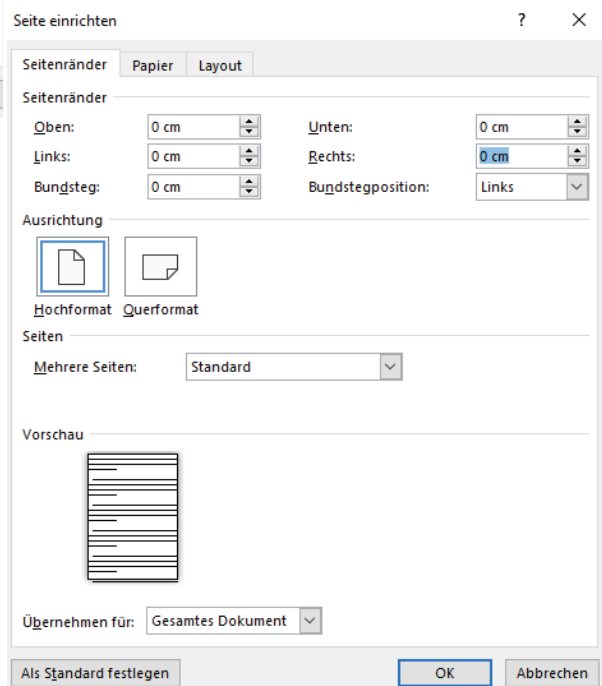 Seite einrichten ?
Seitenränder Papier Layout
Seitenränder
Oben: 0 cm Unten: 0 cm
Links: 0 cm Rechts: 0 cm
Bundsteg: 0 cm Bundstegposition: Links
Ausrichtung
Hochformat Querformat
Seiten
Mehrere Seiten: Standard
Vorschau
Übernehmen für: Gesamtes Dokument
Als Standard festlegen OK Abbrechen